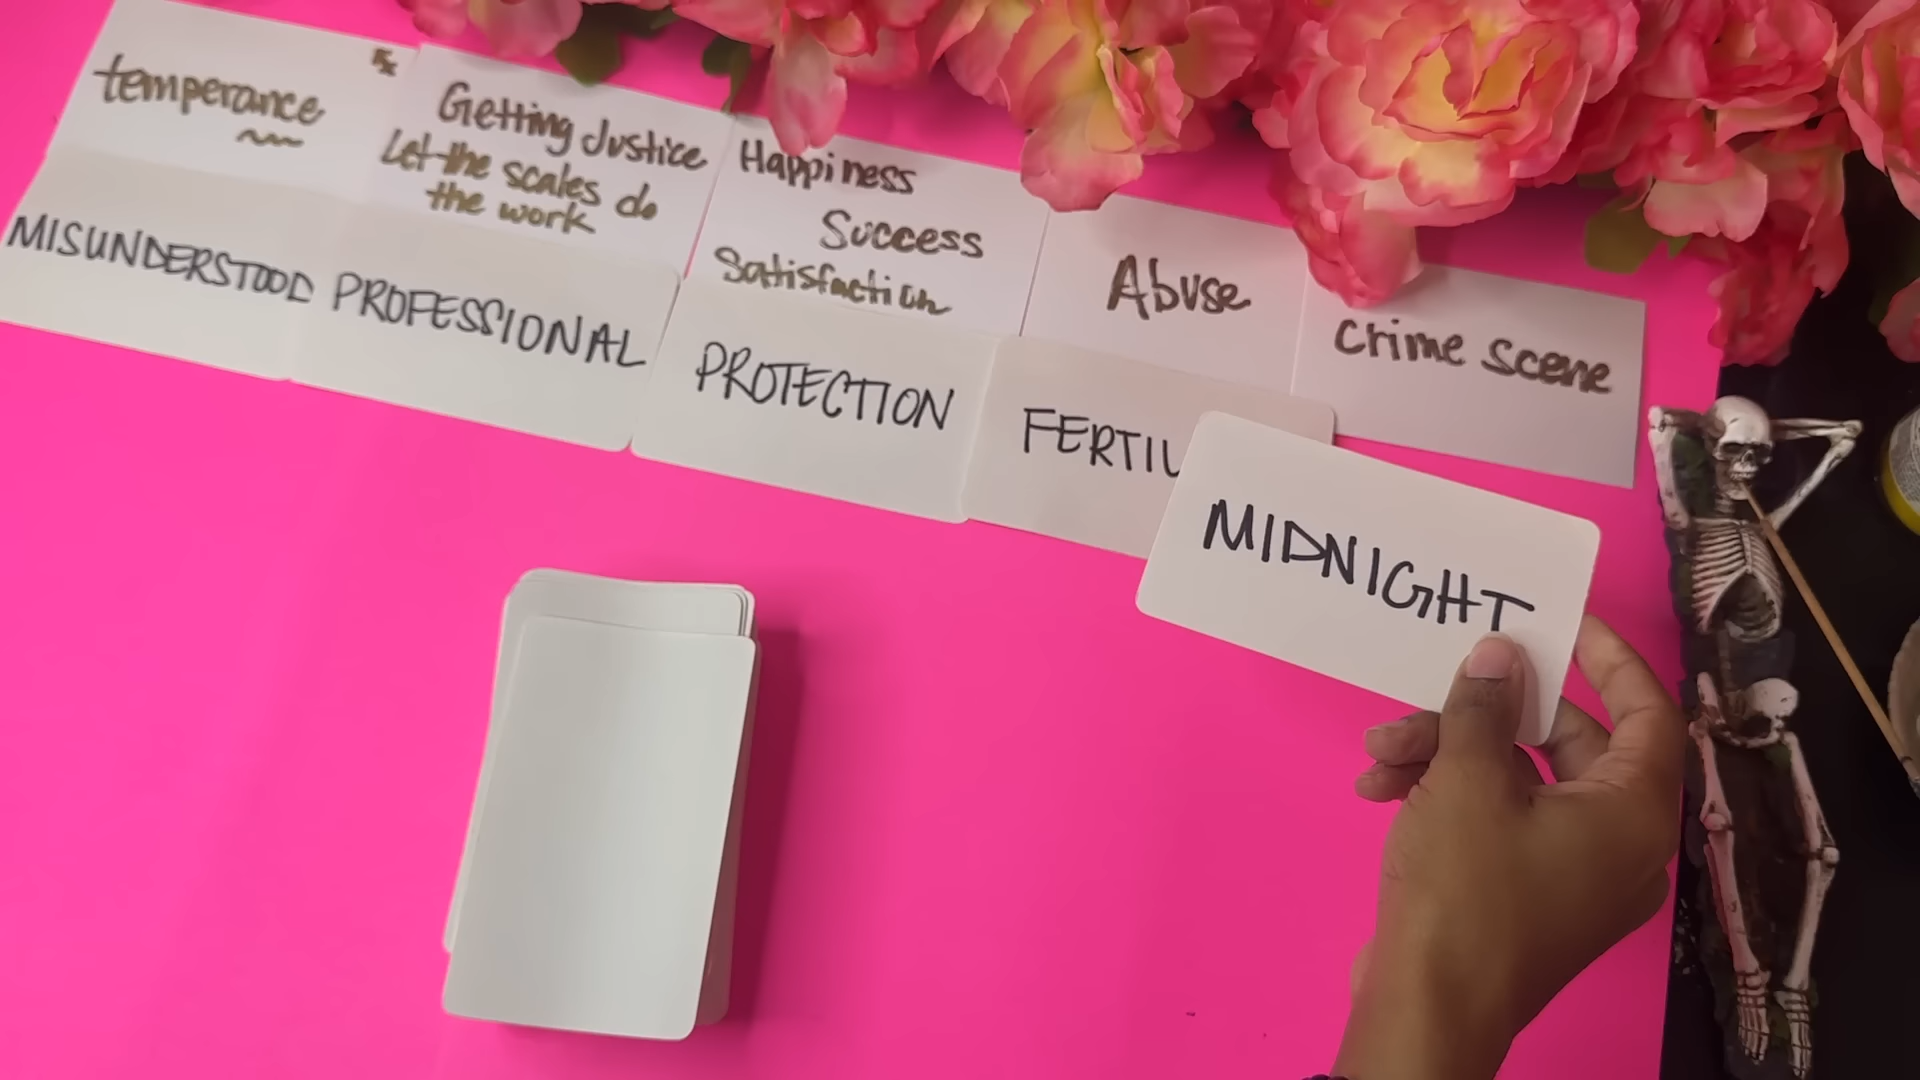 temperance
Getting Justice
Let the scales do
the work
Happiness
Success
Satisfaction
Abuse
Crime Scene
MISUNDERSTOOD
PROFESSIONAL
PROTECTION
FERTIL
MIDNIGHT